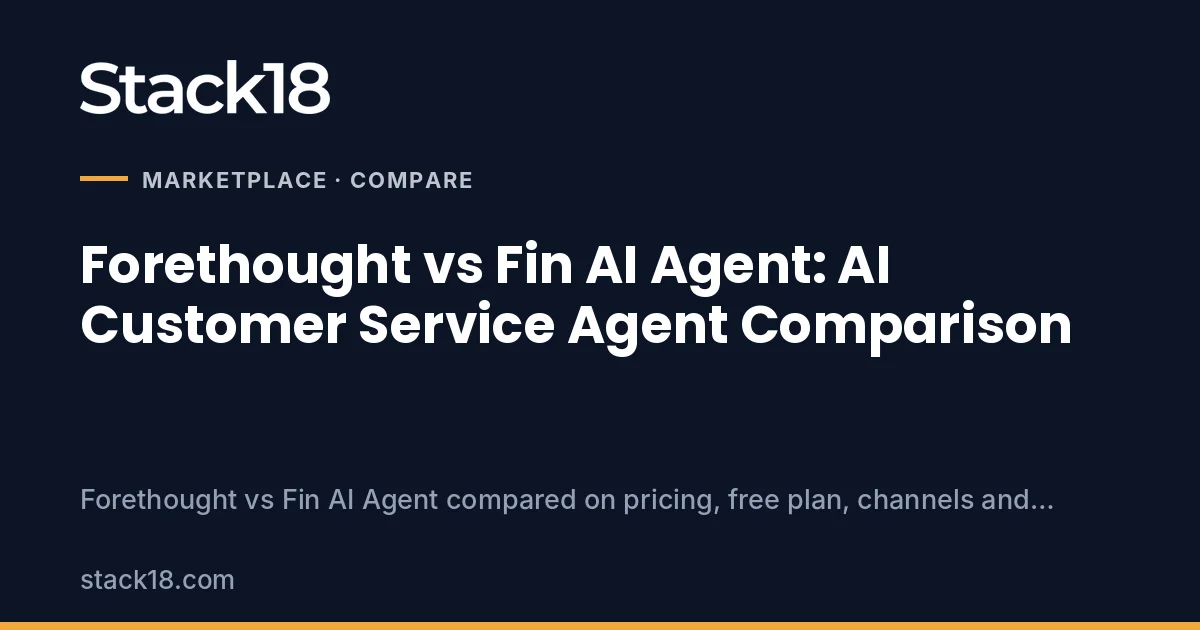 Stack18
MARKETPLACE · COMPARE
Forethought vs Fin AI Agent: AI
Customer Service Agent Comparison
Forethought vs Fin AI Agent compared on pricing, free plan, channels and...
stack18.com